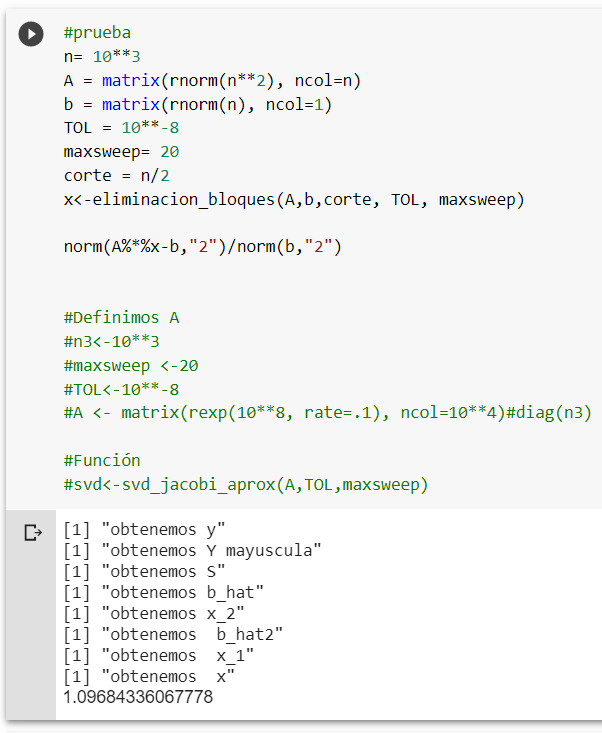 #prueba
n= 10**3
A = matrix(rnorm(n**2), ncol=n)
b = matrix(rnorm(n), ncol=1)
TOL = 10**-8
maxsweep= 20
corte = n/2
x<-eliminacion_bloques(A,b,corte, TOL, maxsweep)
norm(A%*%x-b,"2")/norm(b,"2")
#Definimos A
#n3<-10**3
#maxsweep <-20
#TOL<-10**-8
#A <- matrix(rexp(10**8, rate=.1), ncol=10**4)#diag(n3)
#Función
#svd<-svd_jacobi_aprox(A,TOL,maxsweep)
[1] "obtenemos y"
[1] "obtenemos Y mayuscula"
[1] "obtenemos S"
[1] "obtenemos b_hat"
[1] "obtenemos x_2"
[1] "obtenemos  b_hat2"
[1] "obtenemos  x_1"
[1] "obtenemos  x"
1.09684336067778